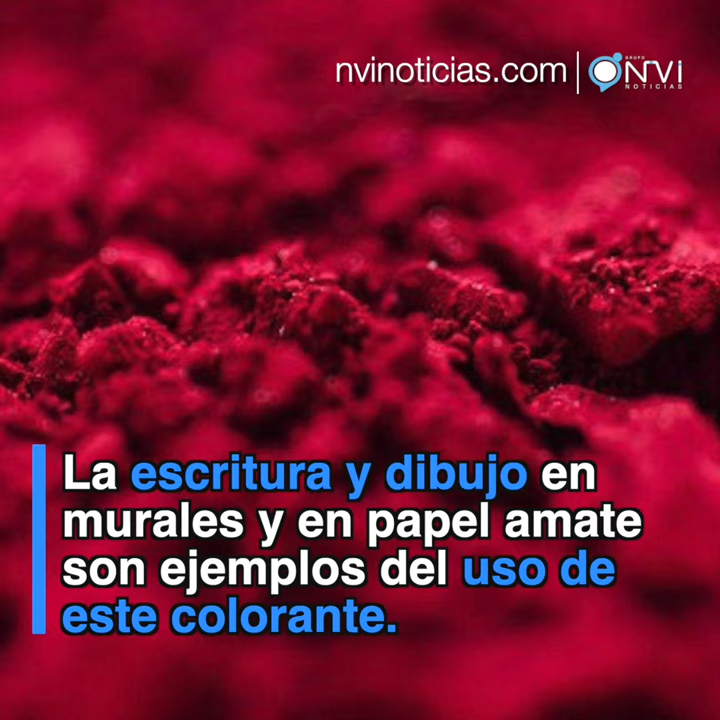 nvinoticias.com
GRUPO
NVI
NOTICIAS
La escritura y dibujo en
murales y en papel amate
son ejemplos del uso de
este colorante.